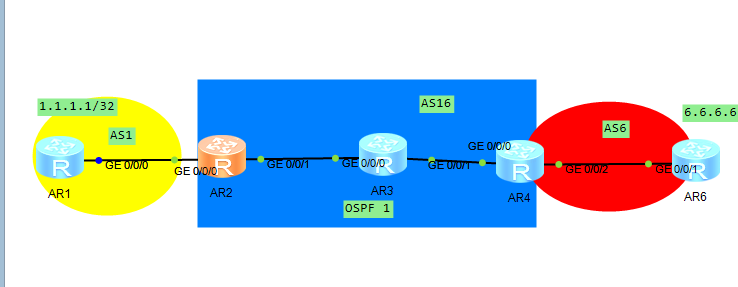 1.1.1.1/32
AS1
AS16
AS6
6.6.6.6
R
GE 0/0/0
AR1
GE 0/0/0
R
AR2
GE 0/0/1
GE 0/0/0
R
AR3
GE 0/0/1
GE 0/0/0
R
AR4
GE 0/0/2
GE 0/0/1
R
AR6
OSPF 1